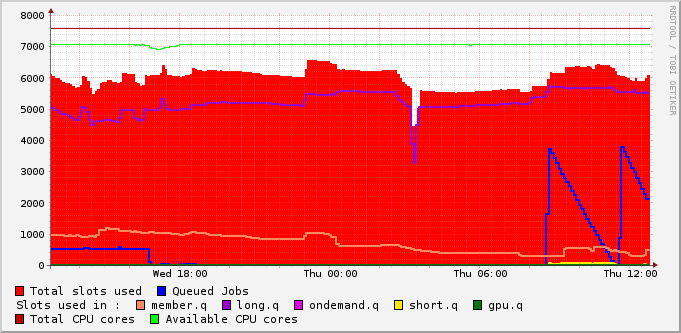 8000
7000
6000
5000
4000
3000
2000
1000
0
Wed 18:00 Thu 00:00 Thu 06:00 Thu 12:00
Total slots used Queued Jobs
Slots used in : member.q long.q ondemand.q short.q gpu.q
Total CPU cores Available CPU cores
RRDTOOL / TOBI OETIKER